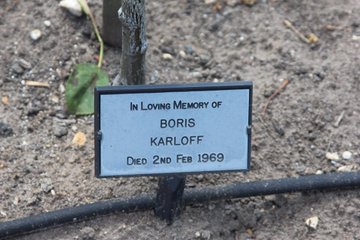 In Loving Memory of
BORIS
KARLOFF
Died 2nd Feb 1969